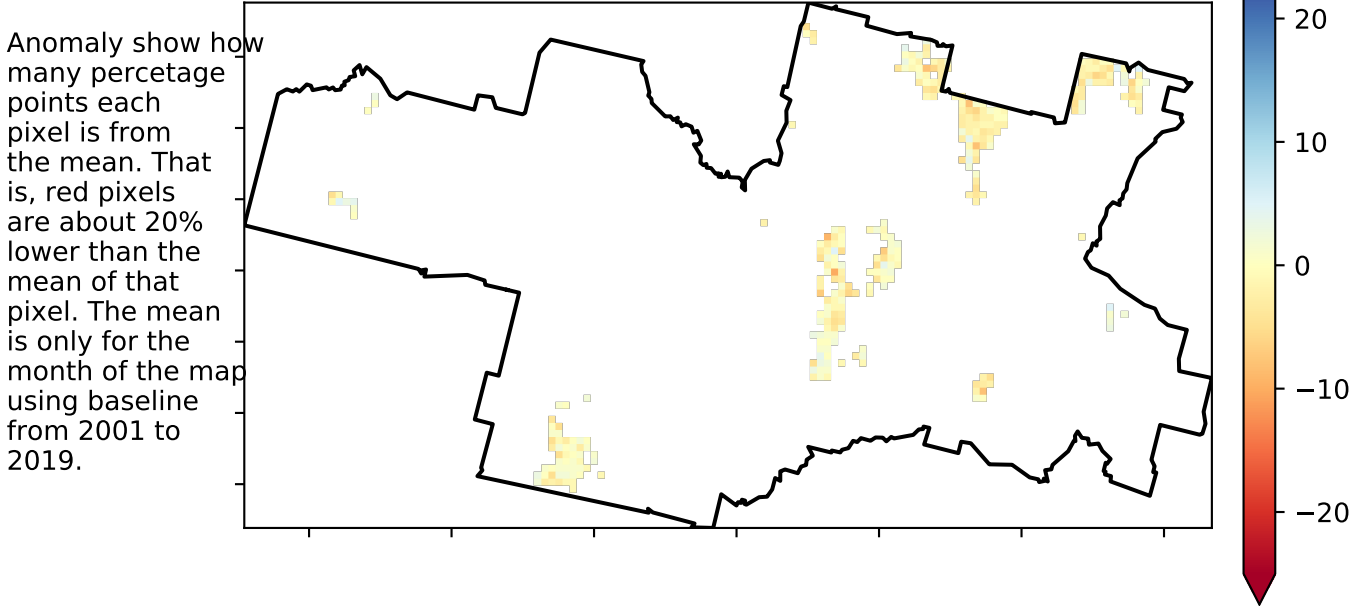 Anomaly show how
many percetage
points each
pixel is from
the mean. That
is, red pixels
are about 20%
lower than the
mean of that
pixel. The mean
is only for the
month of the map
using baseline
from 2001 to
2019.
20
10
0
−10
−20